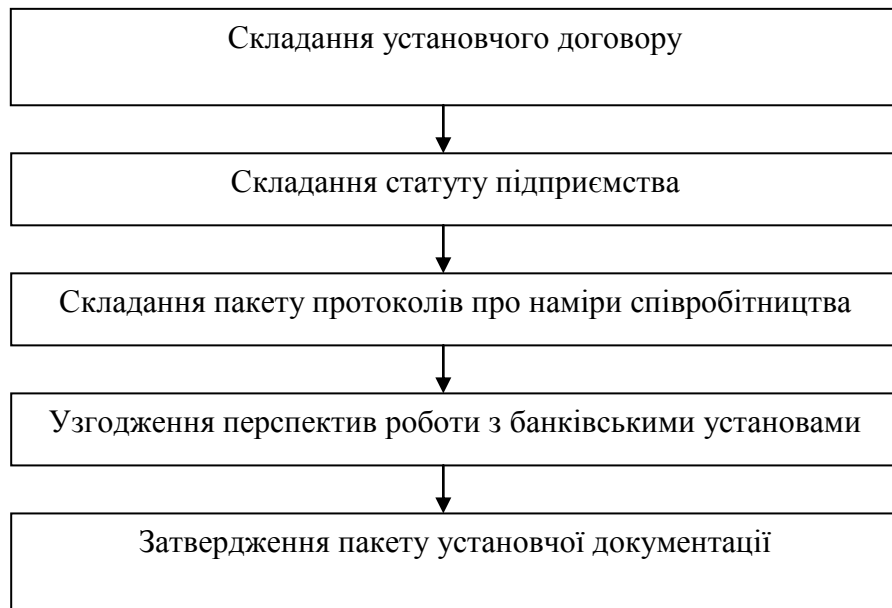 Складання установчого договору
Складання статуту підприємства
Складання пакету протоколів про наміри співробітництва
Узгодження перспектив роботи з банківськими установами
Затвердження пакету установчої документації